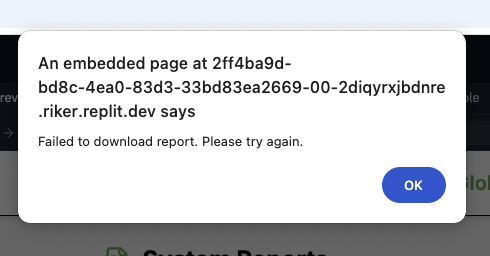 An embedded page at 2ff4ba9d-
bd8c-4ea0-83d3-33bd83ea2669-00-2diqyrxjbdnre
.riker.replit.dev says
Failed to download report. Please try again.
OK
System Reports